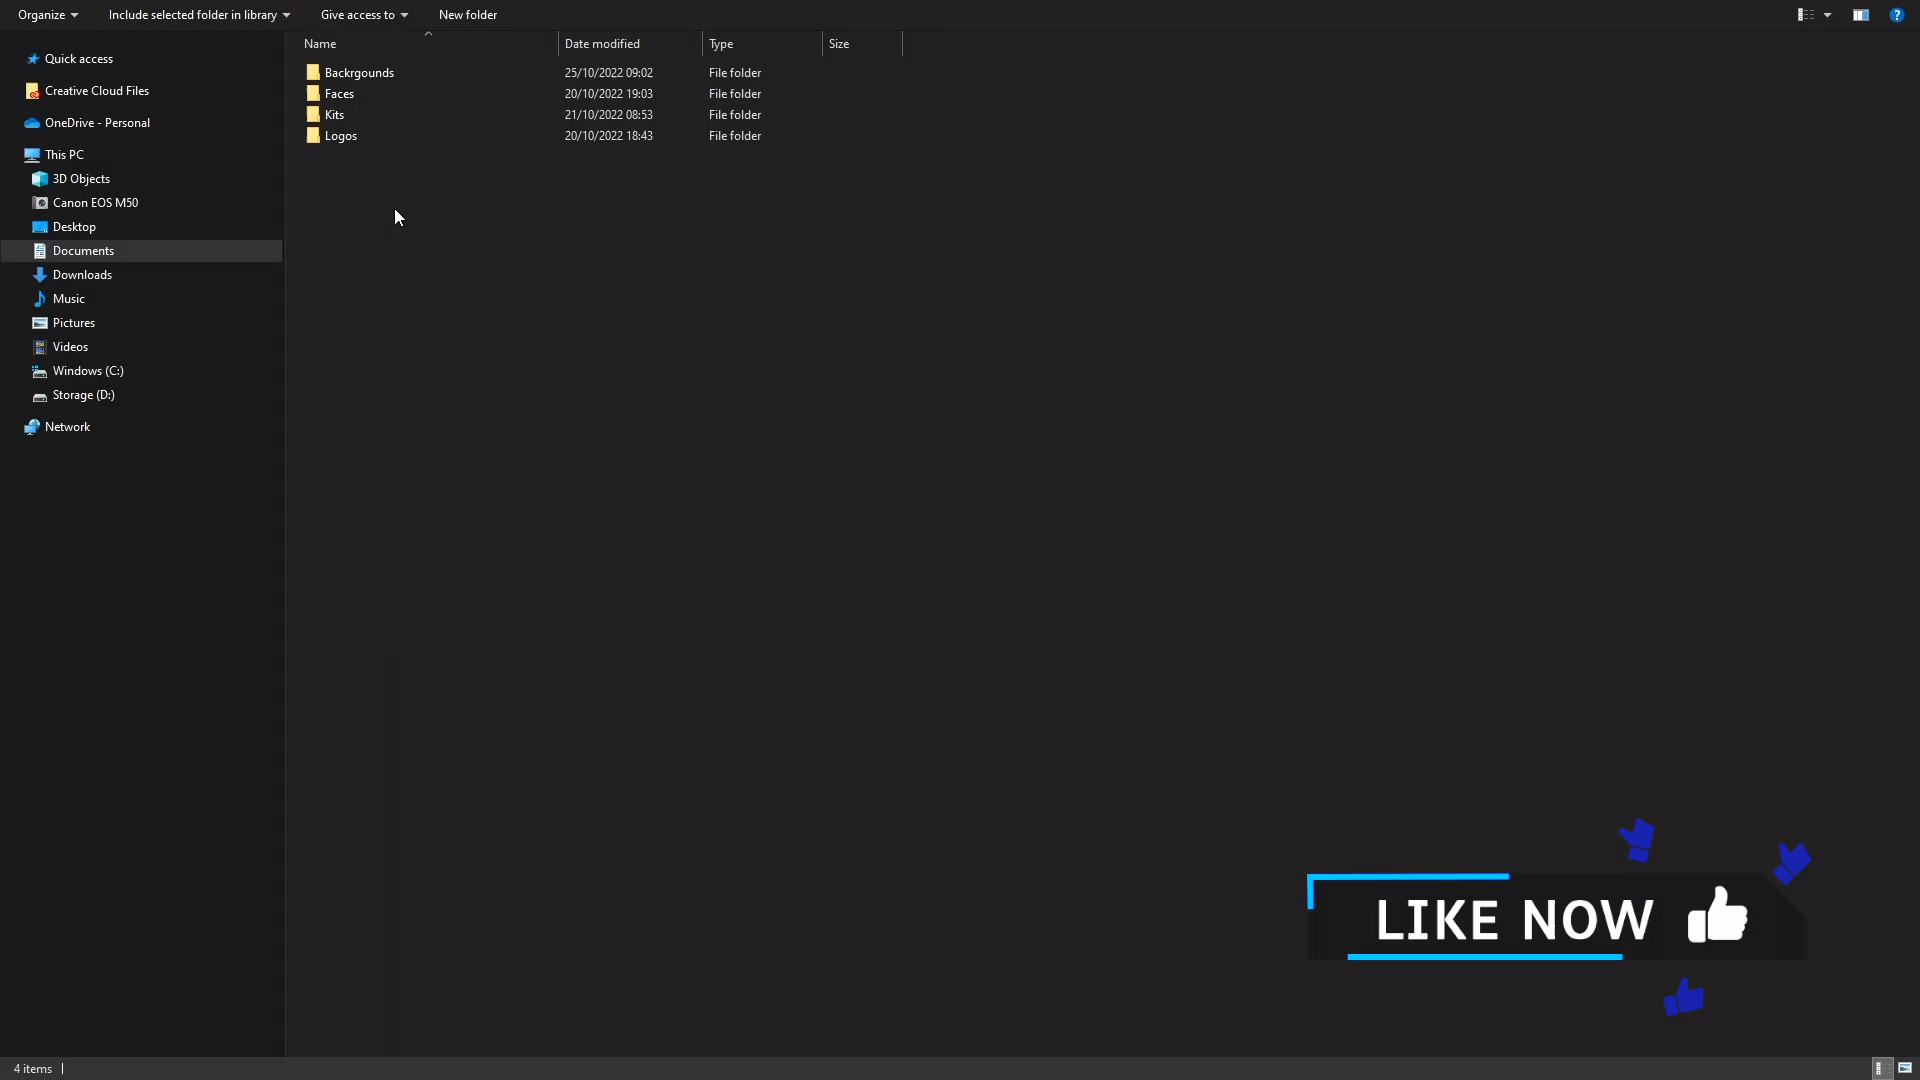 Organize Include selected folder in library Give access to New folder
Name Date modified Type Size
Quick access
Creative Cloud Files
OneDrive - Personal
This PC
3D Objects
Canon EOS M50
Desktop
Documents
Downloads
Music
Pictures
Videos
Windows (C:)
Storage (D:)
Network
Backrgounds 25/10/2022 09:02 File folder
Faces 20/10/2022 19:03 File folder
Kits 21/10/2022 08:53 File folder
Logos 20/10/2022 18:43 File folder
LIKE NOW
4 items